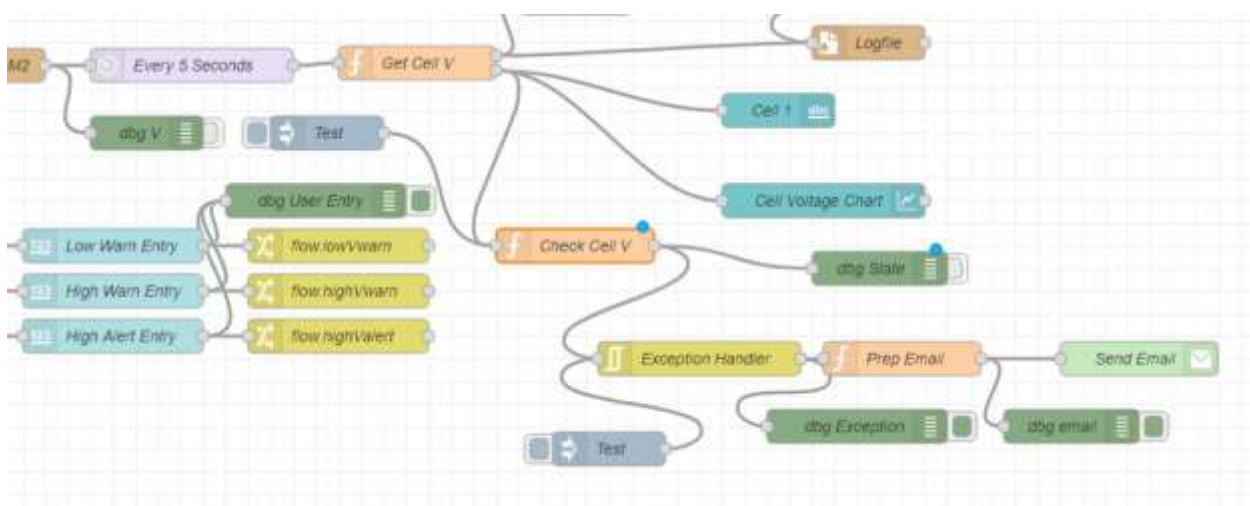 Logfile
M2
Every 5 Seconds
Get Cell V
Cell 1
abc
dbg V
Test
dbg User Entry
Cell Voltage Chart
Low Warn Entry
flow.lowVwarn
Check Cell V
dbg State
High Warn Entry
flow.highVwarn
High Alert Entry
flow.highValert
Exception Handler
Prep Email
Send Email
dbg Exception
dbg email
Test